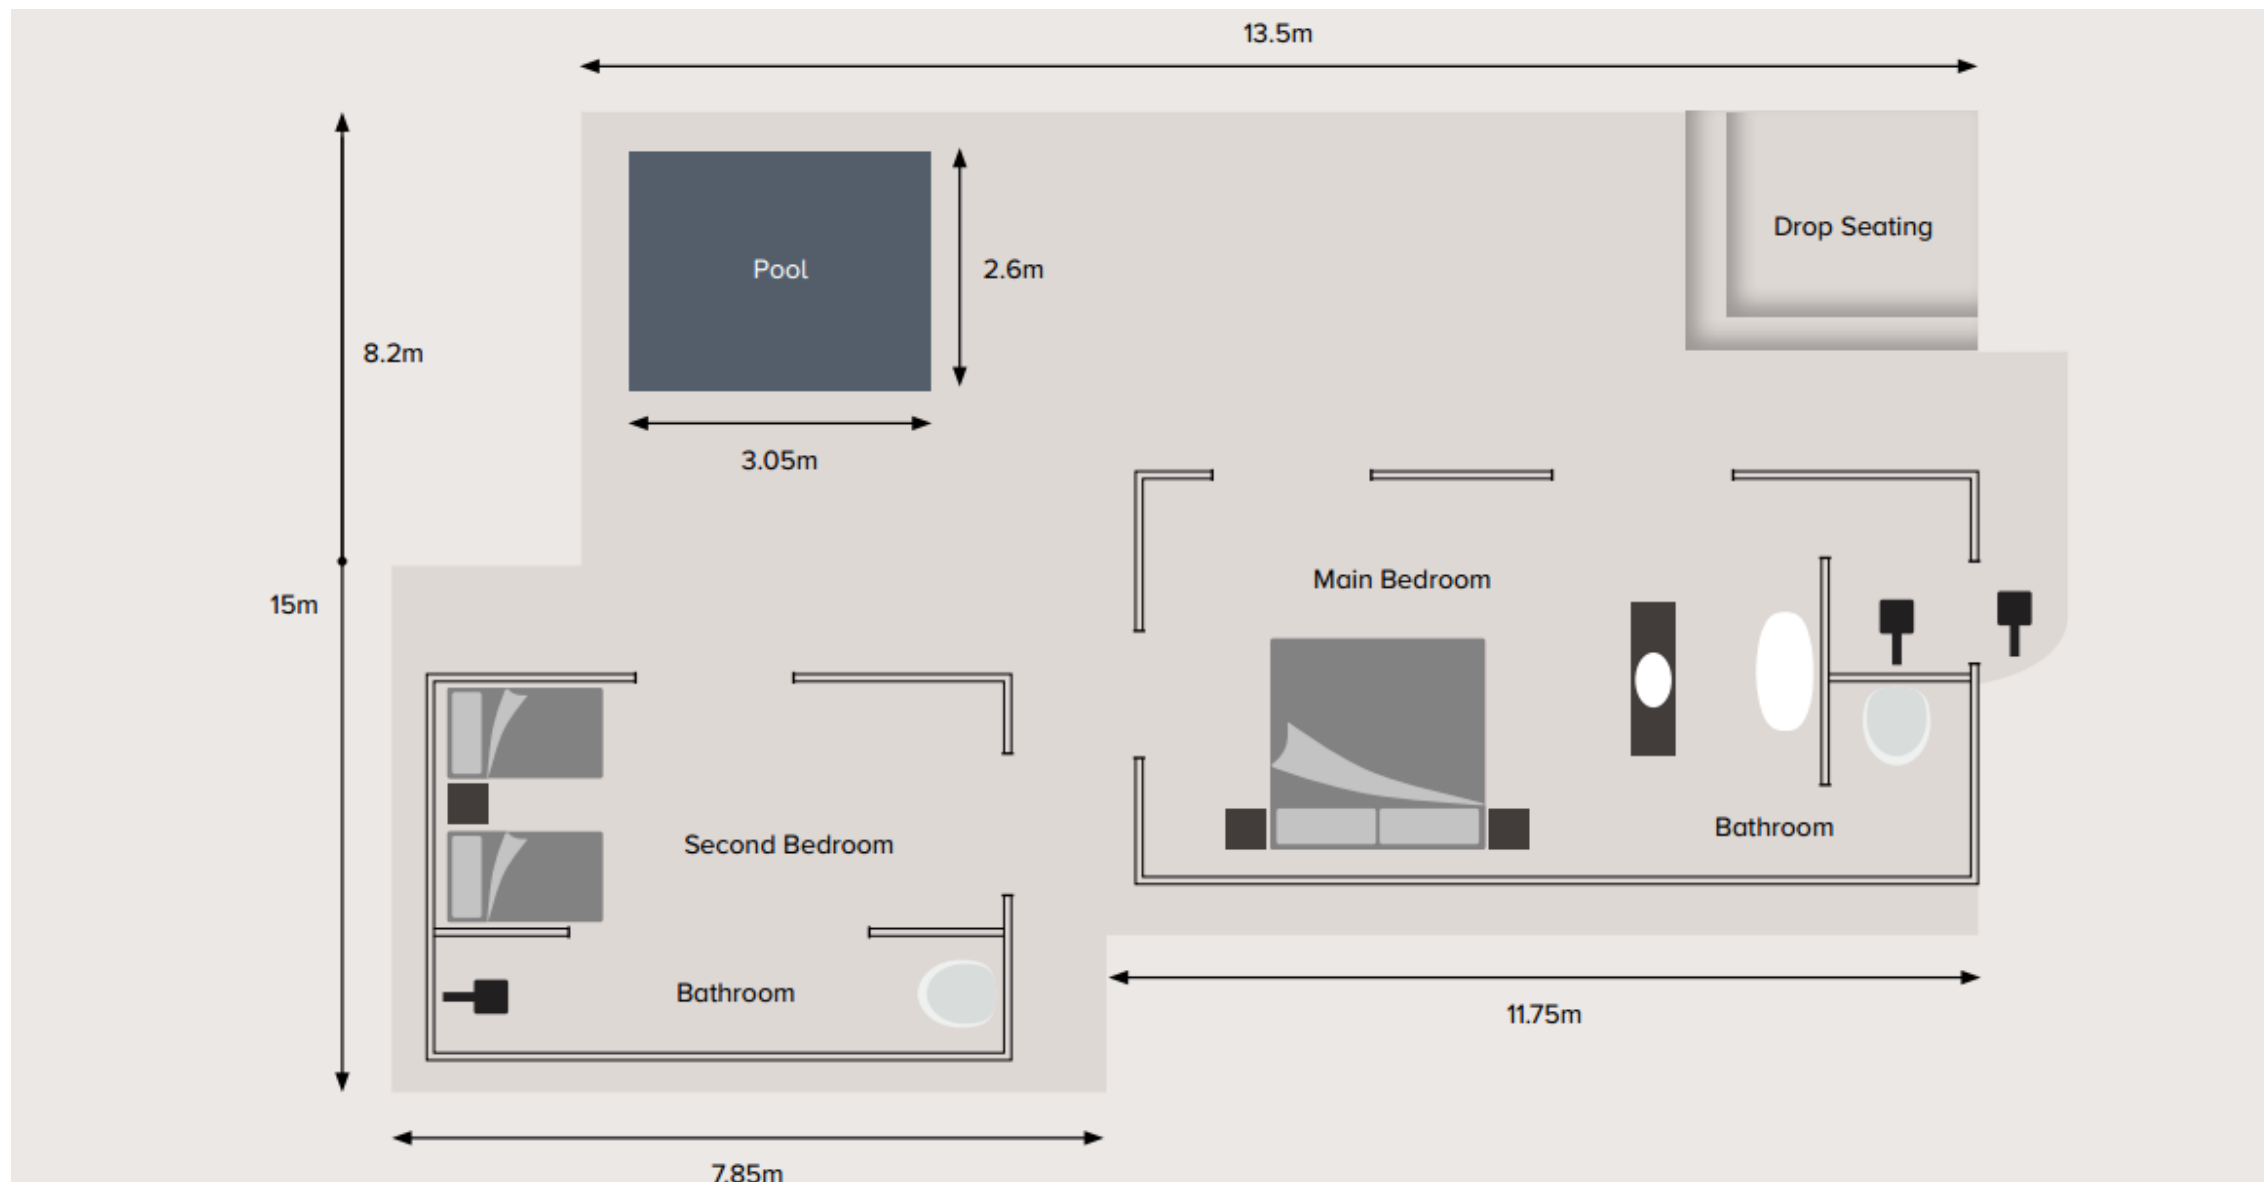 13.5m
Drop Seating
Pool
2.6m
8.2m
3.05m
Main Bedroom
15m
Bathroom
Second Bedroom
Bathroom
11.75m
7.85m